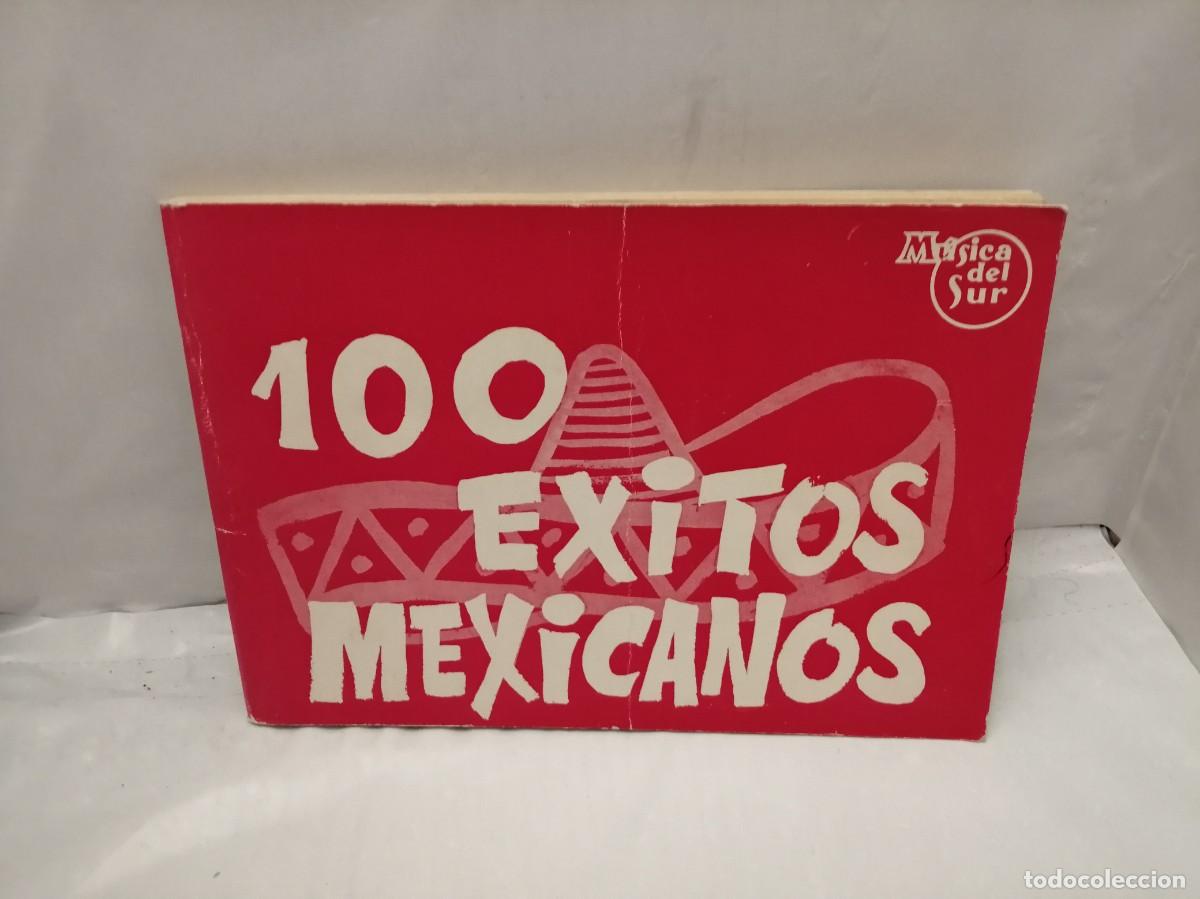 Música
del
Sur
100
EXiTOS
MEXiCANOS
todocoleccion